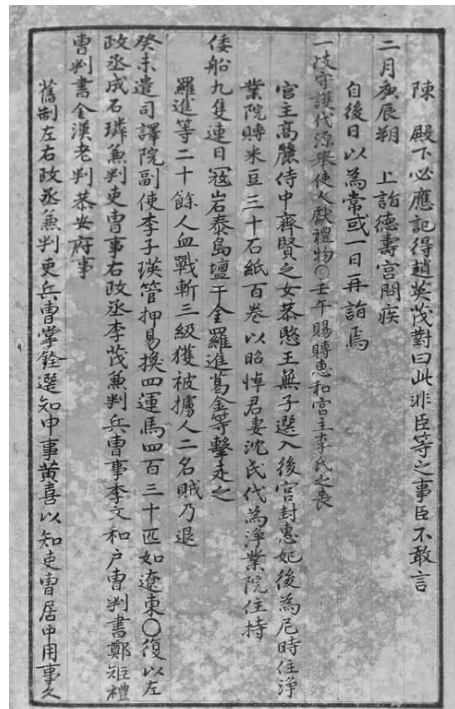 陳 殿下必應記得趙英茂對曰此非臣等之事臣不敢言
二月庚辰朔 上詣德壽宮問疾
自後日以為常或一日再詣焉
一岐守護代源擧使人獻禮物○壬午賜賻惠和宮主李氏之喪
宮主高麗侍中齊賢之女恭愍王無子選入後宮封惠妃後為尼時住淨
業院賻米豆三十石紙百卷以昭悼君妻沈氏代為淨業院住持
倭船九隻連日冦岩泰島壇干全羅進葛金等擊走之
羅進等二十餘人血戰斬三級獲被擄人二名賊乃退
癸未遣司譯院副使李子瑛管押易換四運馬四百三十匹如遼東○復以左
政丞成石璘兼判吏曹事右政丞李茂兼判兵曹事李文和戶曹判書鄭矩禮
曹判書金漢老判恭安府事
舊制左右政丞兼判吏兵曹掌銓選知申事黃喜以知吏曹居中用事久